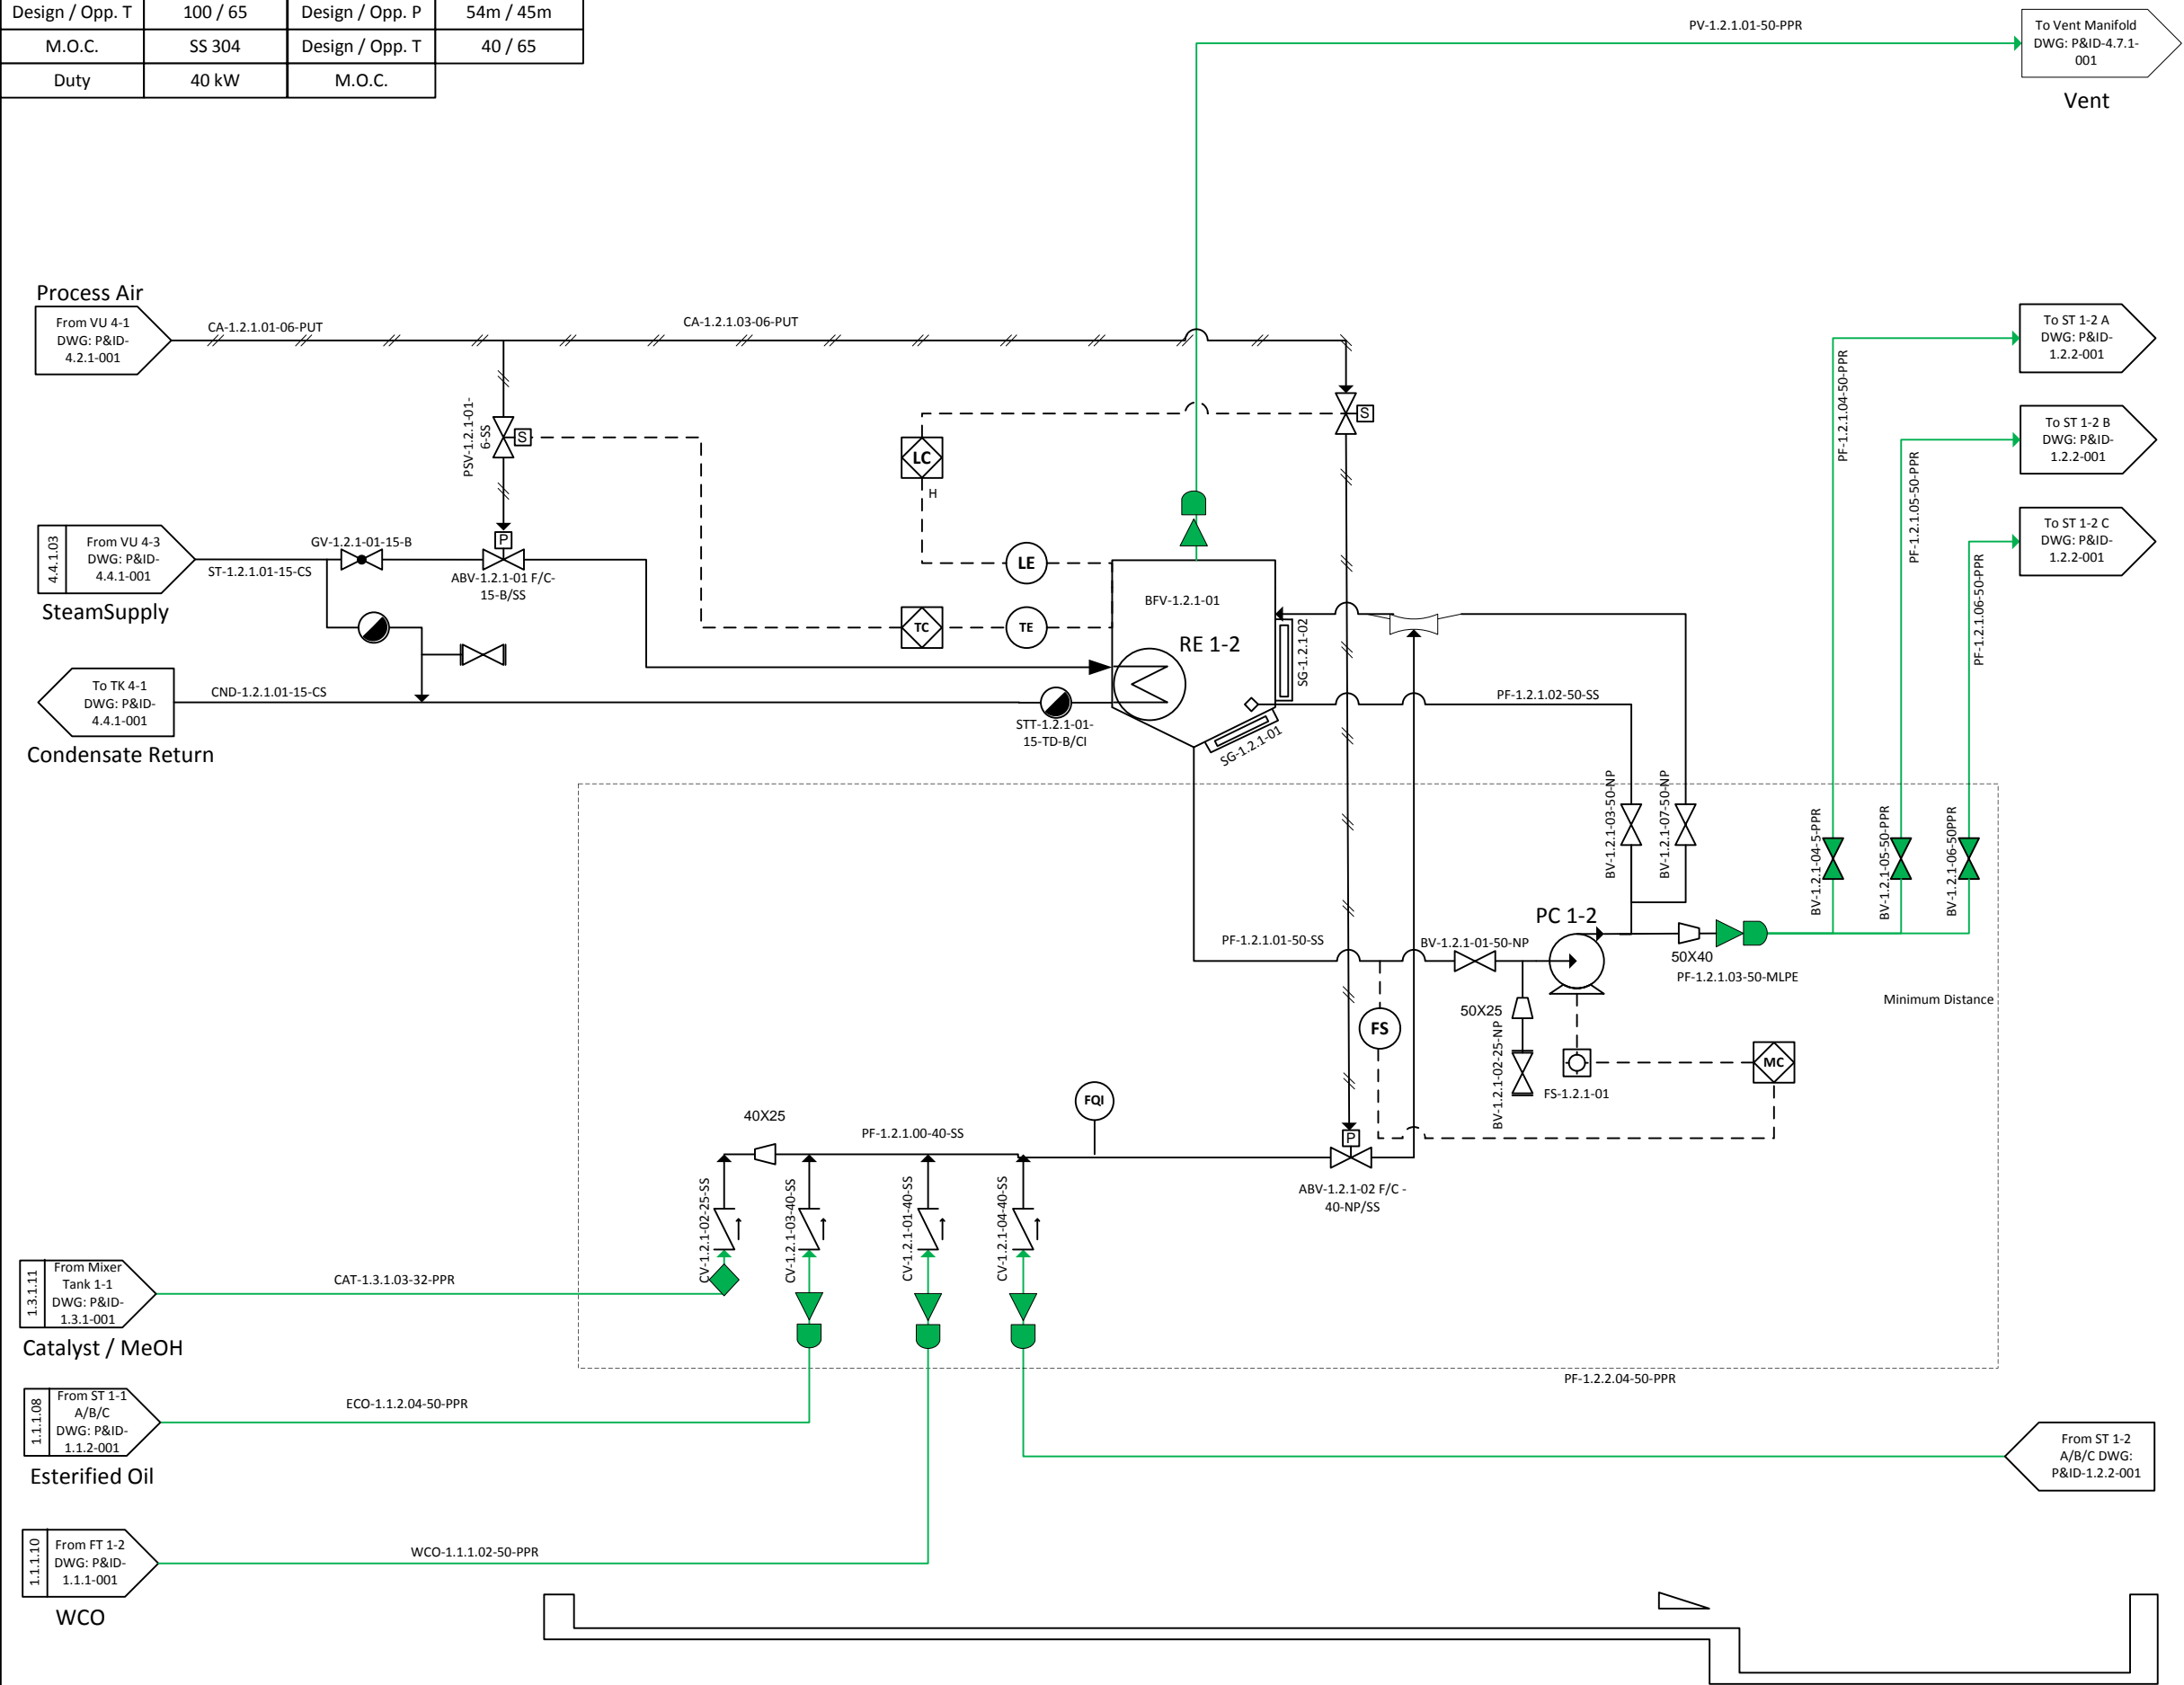 Design / Opp. T
100 / 65
Design / Opp. P
54m / 45m
M.O.C.
SS 304
Design / Opp. T
40 / 65
Duty
40 kW
M.O.C.
PV-1.2.1.01-50-PPR
To Vent Manifold
DWG: P&ID-4.7.1-
001
Vent
Process Air
From VU 4-1
DWG: P&ID-
4.2.1-001
CA-1.2.1.01-06-PUT
CA-1.2.1.03-06-PUT
To ST 1-2 A
DWG: P&ID-
1.2.2-001
PF-1.2.1.04-50-PPR
PSV-1.2.1-01-
6-SS
S
S
LC
H
To ST 1-2 B
DWG: P&ID-
1.2.2-001
PF-1.2.1.05-50-PPR
4.4.1.03
From VU 4-3
DWG: P&ID-
4.4.1-001
SteamSupply
ST-1.2.1.01-15-CS
GV-1.2.1-01-15-B
P
ABV-1.2.1-01 F/C-
15-B/SS
LE
To ST 1-2 C
DWG: P&ID-
1.2.2-001
PF-1.2.1.06-50-PPR
TC
TE
BFV-1.2.1-01
RE 1-2
SG-1.2.1-02
To TK 4-1
DWG: P&ID-
4.4.1-001
Condensate Return
CND-1.2.1.01-15-CS
STT-1.2.1-01-
15-TD-B/CI
SG-1.2.1-01
PF-1.2.1.02-50-SS
BV-1.2.1-03-50-NP
BV-1.2.1-07-50-NP
BV-1.2.1-04-5-PPR
BV-1.2.1-05-50-PPR
BV-1.2.1-06-50PPR
PC 1-2
PF-1.2.1.01-50-SS
BV-1.2.1-01-50-NP
50X40
PF-1.2.1.03-50-MLPE
Minimum Distance
50X25
FS
BV-1.2.1-02-25-NP
FS-1.2.1-01
MC
FQI
40X25
PF-1.2.1.00-40-SS
P
ABV-1.2.1-02 F/C -
40-NP/SS
CV-1.2.1-02-25-SS
CV-1.2.1-03-40-SS
CV-1.2.1-01-40-SS
CV-1.2.1-04-40-SS
1.3.1.11
From Mixer
Tank 1-1
DWG: P&ID-
1.3.1-001
Catalyst / MeOH
CAT-1.3.1.03-32-PPR
PF-1.2.2.04-50-PPR
1.1.1.08
From ST 1-1
A/B/C
DWG: P&ID-
1.1.2-001
Esterified Oil
ECO-1.1.2.04-50-PPR
From ST 1-2
A/B/C DWG:
P&ID-1.2.2-001
1.1.1.10
From FT 1-2
DWG: P&ID-
1.1.1-001
WCO
WCO-1.1.1.02-50-PPR